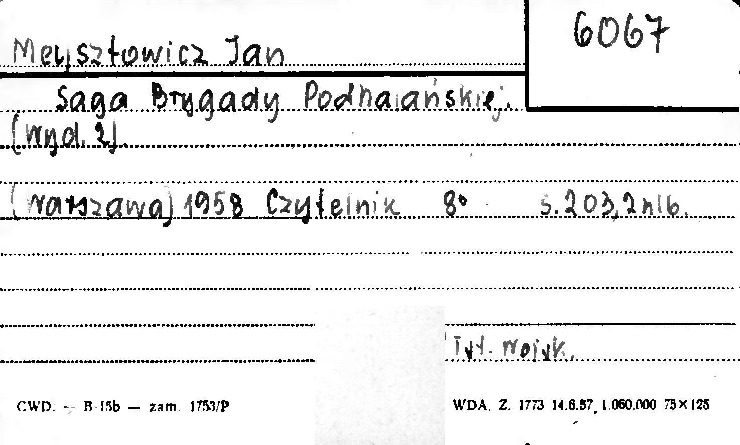 6067
Meysztowicz Jan
Saga Brygady Podhalańskiej.
[Wyd. 2].
[Warszawa] 1958 Czytelnik 8° s. 203, 2 nlb.
Lit. wojsk.
CWD. — B-15b — zam. 1753/P
WDA. Z. 1773 14.6.57. 1.060.000 75×125